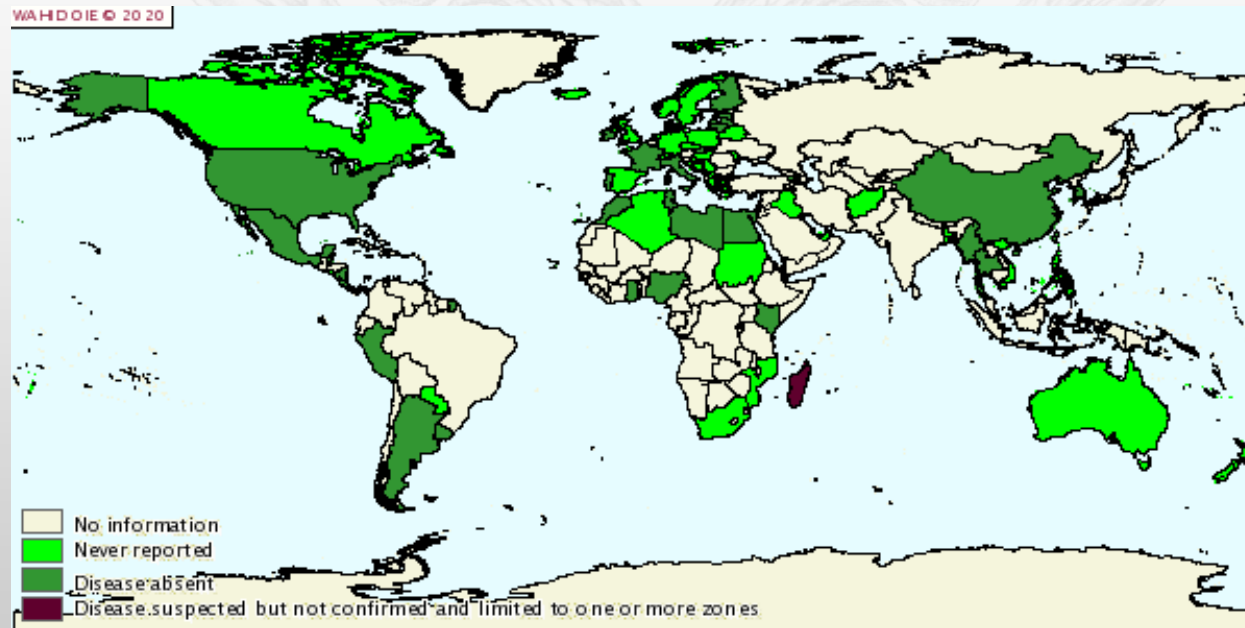 WAHID OIE © 2020
No information
Never reported
Disease absent
Disease suspected but not confirmed and limited to one or more zones